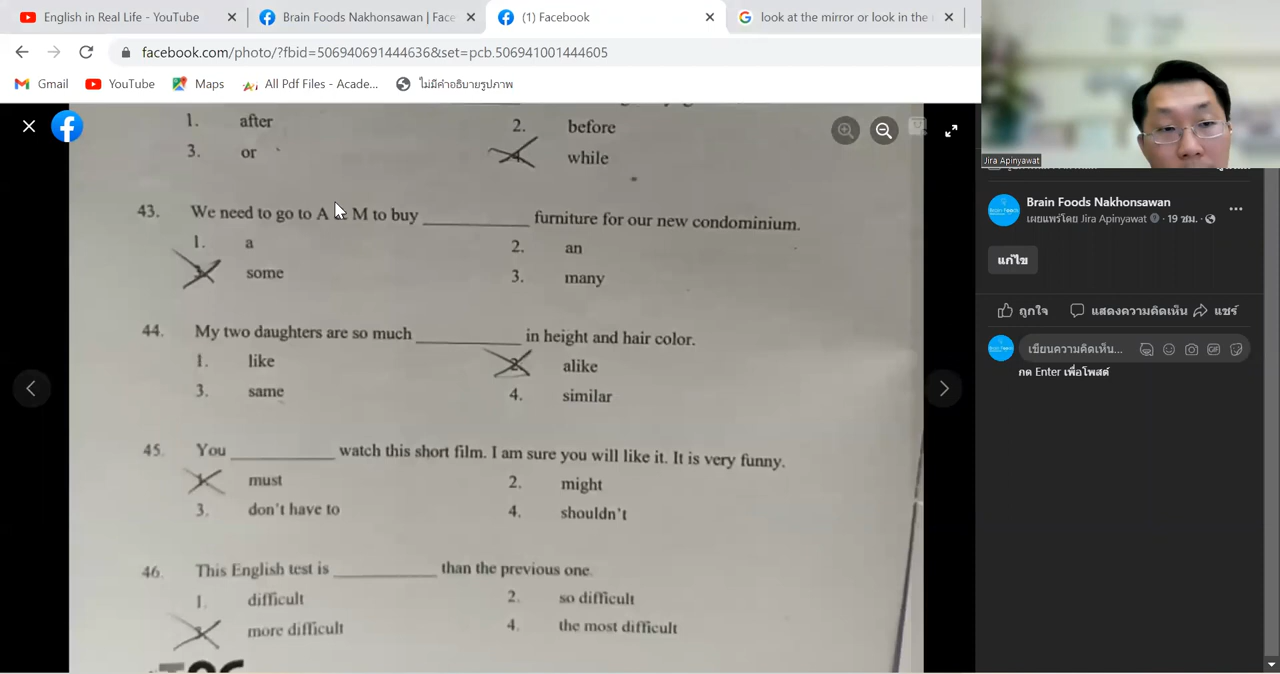 English in Real Life - YouTube
Brain Foods Nakhonsawan | Face
(1) Facebook
look at the mirror or look in the
facebook.com/photo/?fbid=506940691444636&set=pcb.506941001444605
Gmail
YouTube
Maps
All Pdf Files - Acade...
ไม่มีคำอธิบายรูปภาพ
Jira Apinyawat
1. after
2. before
3. or
4. while
43. We need to go to A & M to buy __________ furniture for our new condominium.
1. a
2. an
some
3. many
44. My two daughters are so much __________ in height and hair color.
1. like
2. alike
3. same
4. similar
45. You __________ watch this short film. I am sure you will like it. It is very funny.
1. must
2. might
3. don't have to
4. shouldn't
46. This English test is __________ than the previous one.
1. difficult
2. so difficult
3. more difficult
4. the most difficult
Brain Foods Nakhonsawan
เผยแพร่โดย Jira Apinyawat
19 ชม.
แก้ไข
ถูกใจ
แสดงความคิดเห็น
แชร์
เขียนความคิดเห็น...
กด Enter เพื่อโพสต์